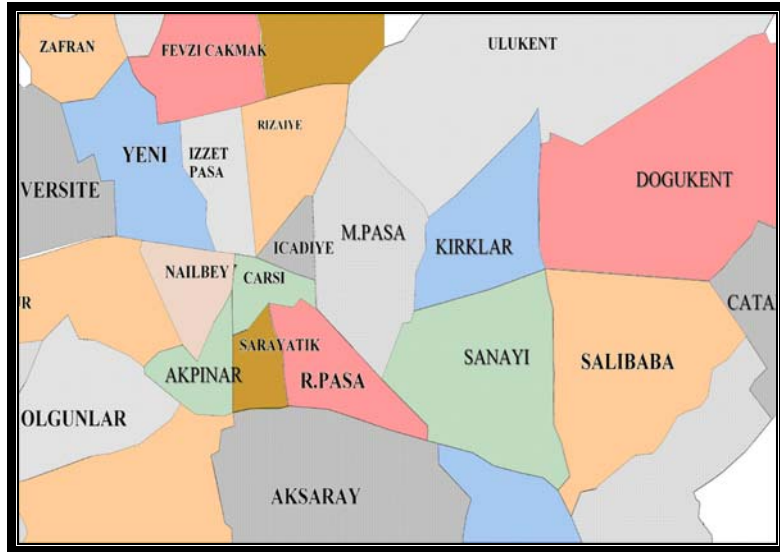 ZAFRAN
FEVZI CAKMAK
ULUKENT
RIZAIYE
YENI
IZZET
PASA
VERSITE
DOGUKENT
M.PASA
ICADIYE
KIRKLAR
NAILBEY
CARSI
UR
CATA
SARAYATIK
SANAYI
SALIBABA
AKPINAR
R.PASA
OLGUNLAR
AKSARAY